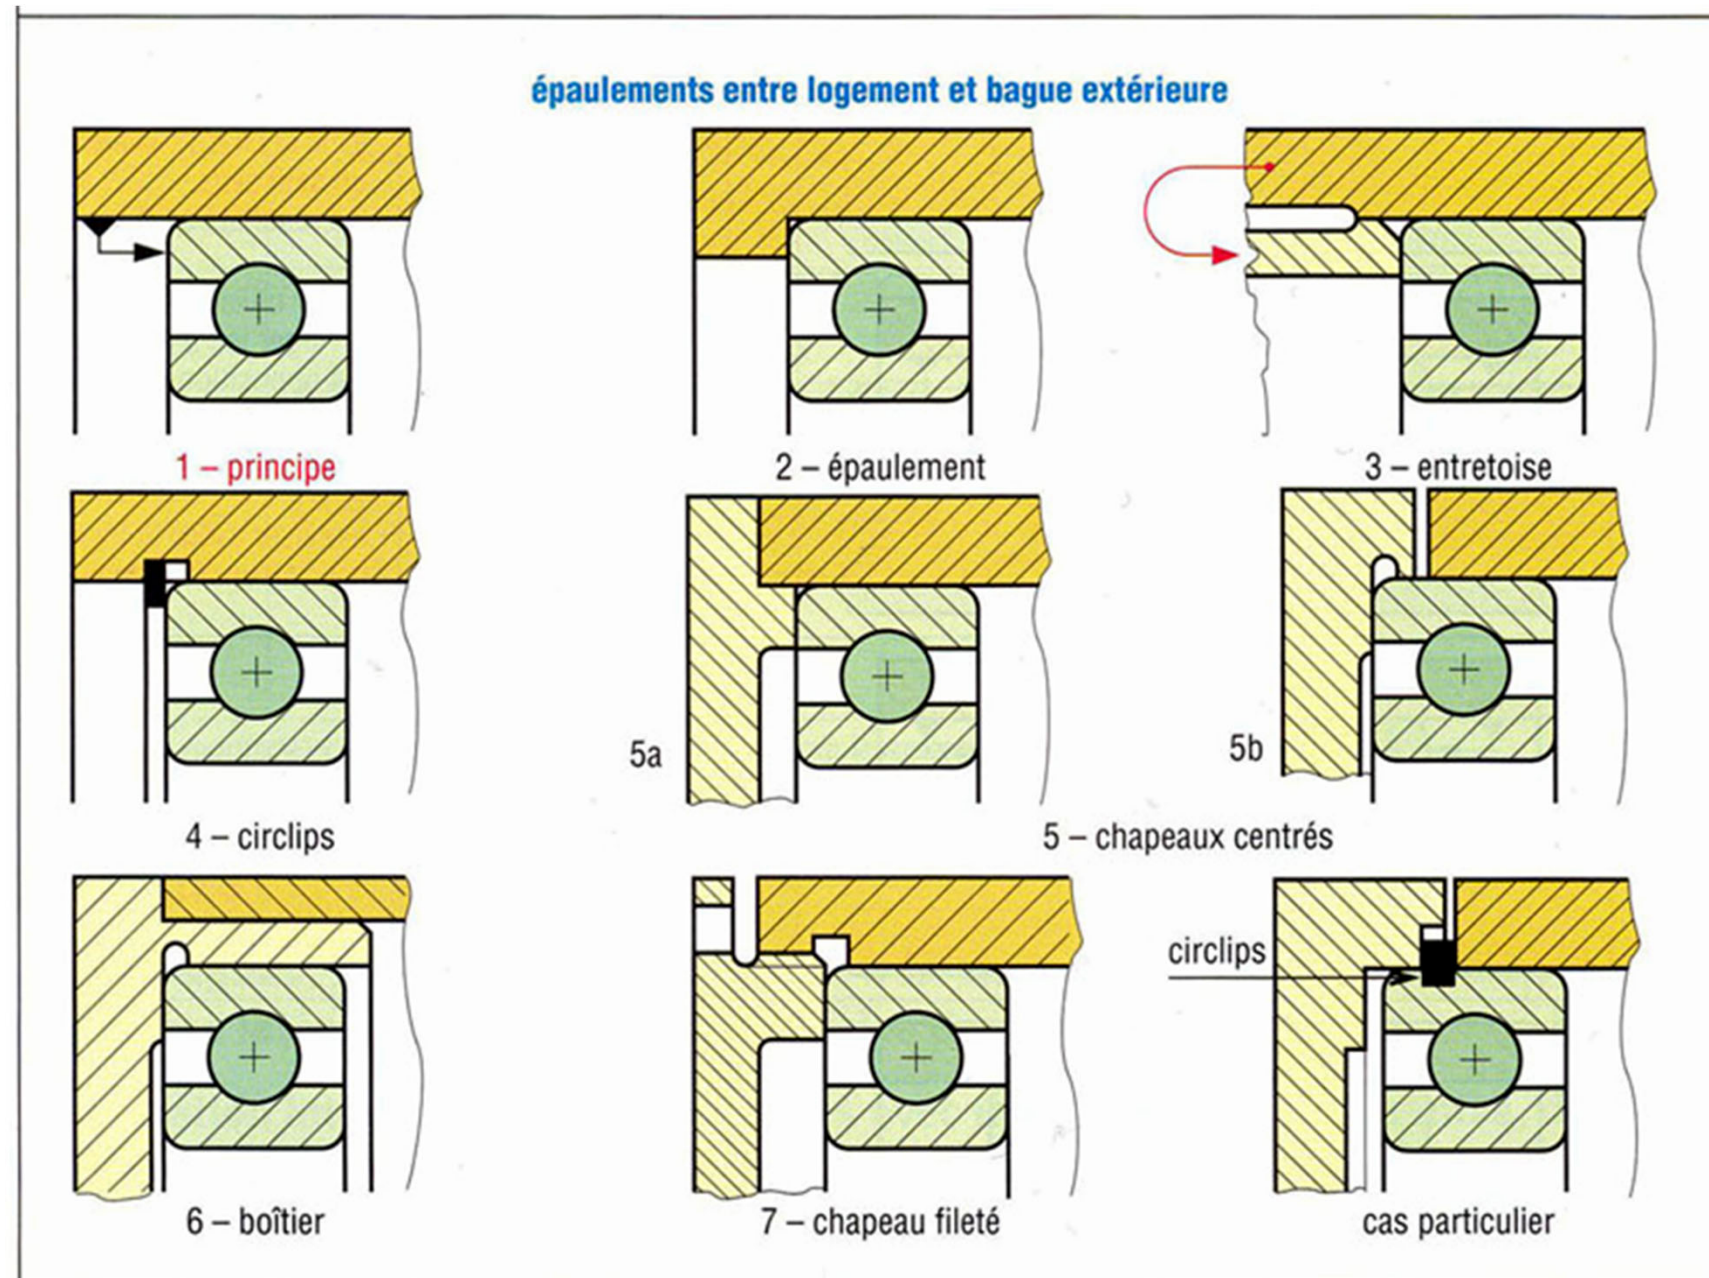 épaulements entre logement et bague extérieure
1 – principe
2 – épaulement
3 – entretoise
4 – circlips
5a
5b
5 – chapeaux centrés
circlips
6 – boîtier
7 – chapeau fileté
cas particulier